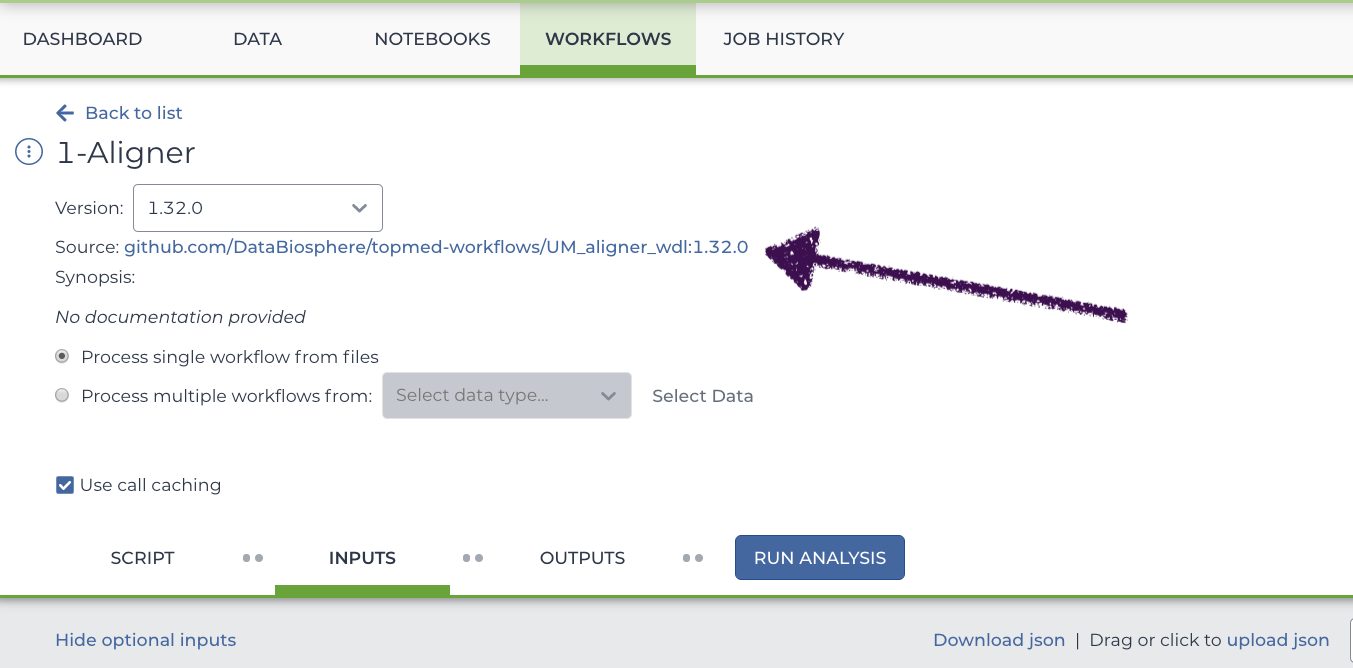 DASHBOARD DATA NOTEBOOKS WORKFLOWS JOB HISTORY
Back to list
1-Aligner
Version: 1.32.0
Source: github.com/DataBiosphere/topmed-workflows/UM_aligner_wdl:1.32.0
Synopsis:
No documentation provided
Process single workflow from files
Process multiple workflows from: Select data type... Select Data
Use call caching
SCRIPT INPUTS OUTPUTS RUN ANALYSIS
Hide optional inputs Download json | Drag or click to upload json